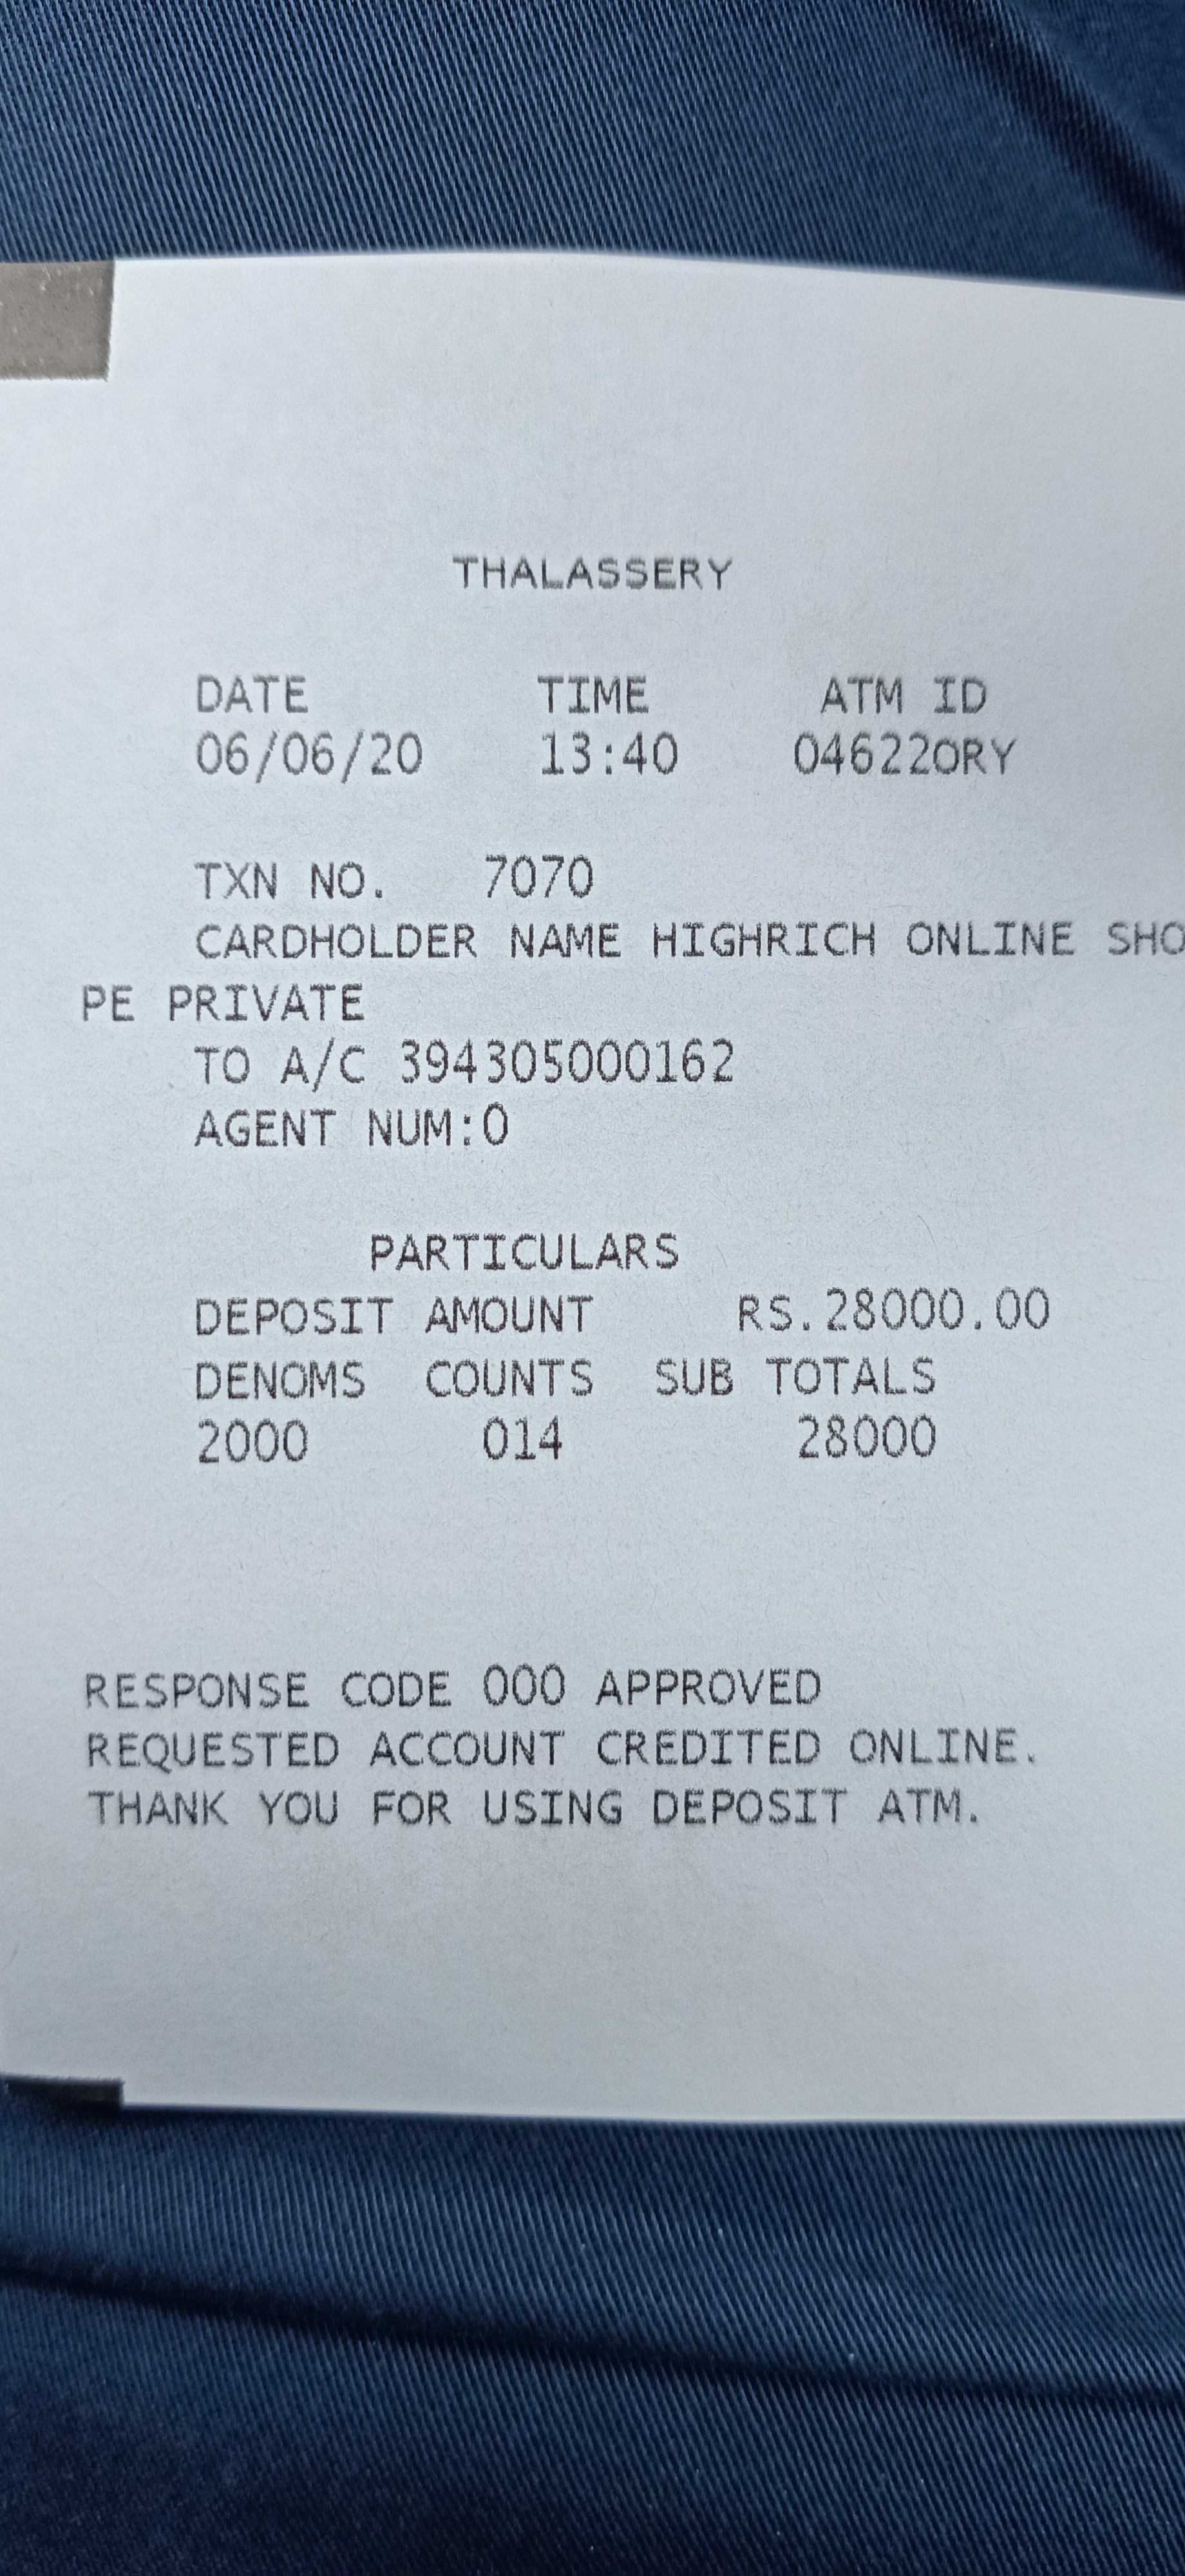 THALASSERY
DATE TIME ATM ID
06/06/20 13:40 04622ORY
TXN NO. 7070
CARDHOLDER NAME HIGHRICH ONLINE SHO
PE PRIVATE
TO A/C 394305000162
AGENT NUM:0
PARTICULARS
DEPOSIT AMOUNT RS.28000.00
DENOMS COUNTS SUB TOTALS
2000 014 28000
RESPONSE CODE 000 APPROVED
REQUESTED ACCOUNT CREDITED ONLINE.
THANK YOU FOR USING DEPOSIT ATM.